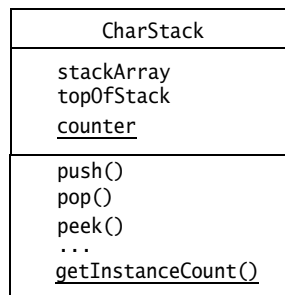 CharStack
stackArray
topOfStack
counter
push()
pop()
peek()
...
getInstanceCount()